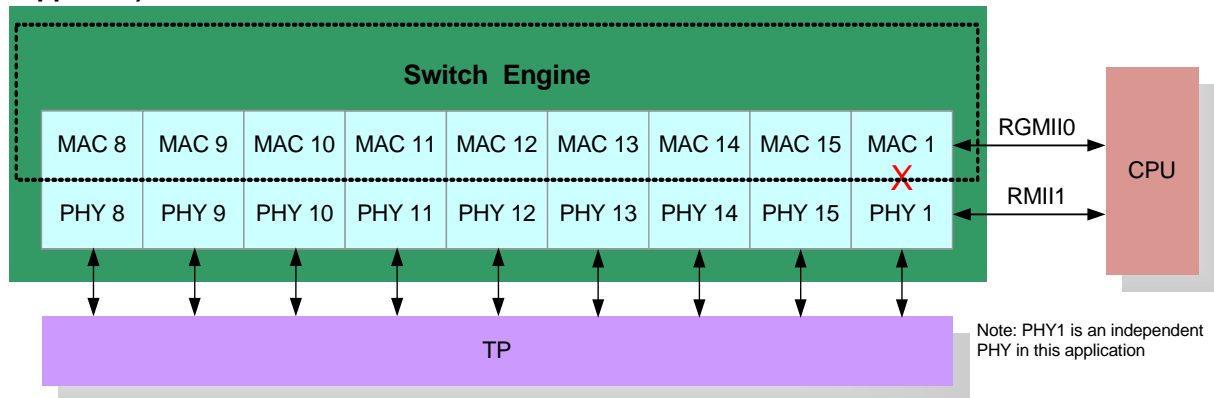 Switch Engine
MAC 8 MAC 9 MAC 10 MAC 11 MAC 12 MAC 13 MAC 14 MAC 15 MAC 1
RGMII0
CPU
X
PHY 8 PHY 9 PHY 10 PHY 11 PHY 12 PHY 13 PHY 14 PHY 15 PHY 1
RMII1
TP
Note: PHY1 is an independent
PHY in this application